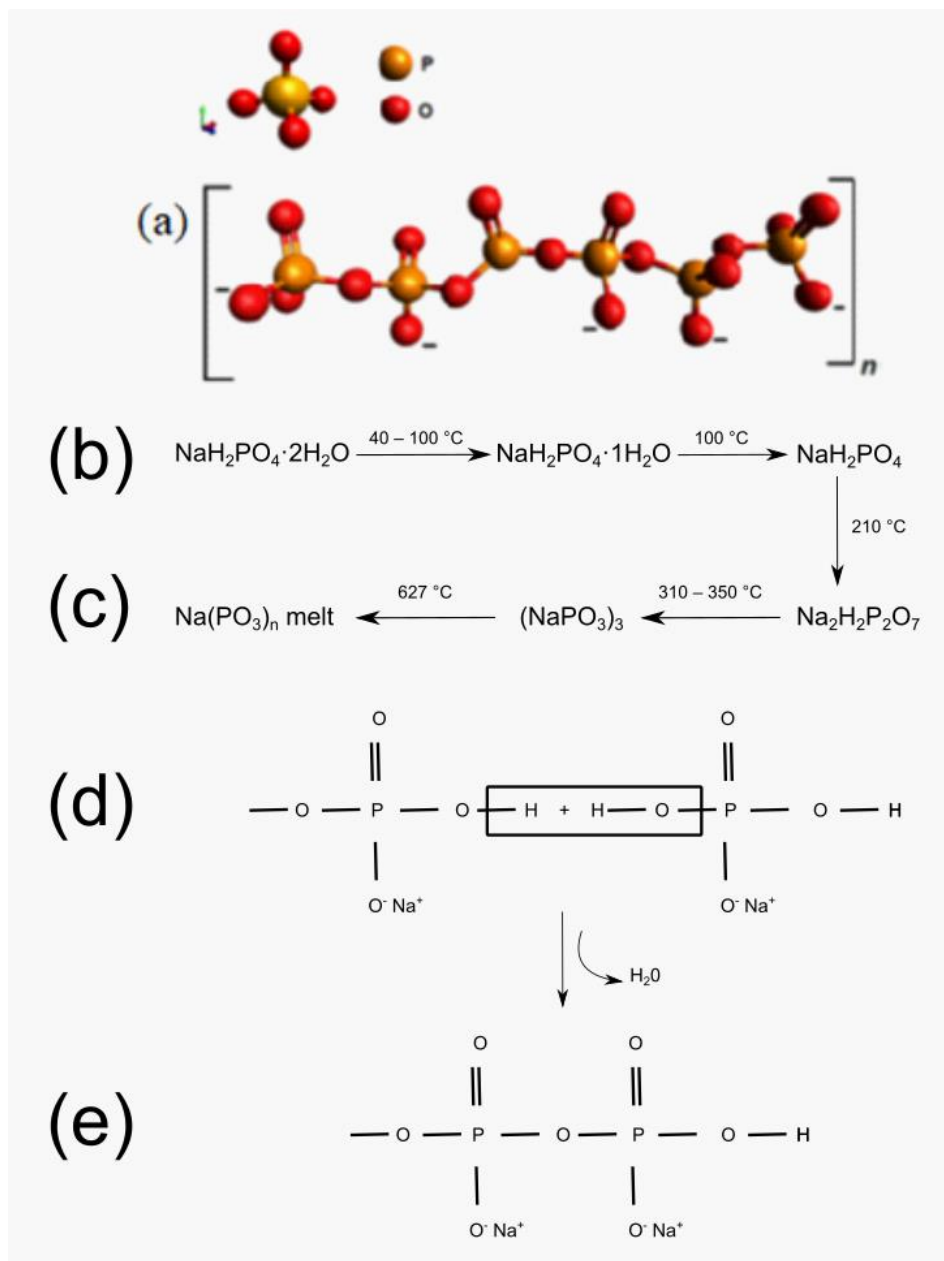 P
O
(a)
n
(b) NaH₂PO₄·2H₂O 40 – 100 °C NaH₂PO₄·1H₂O 100 °C NaH₂PO₄
210 °C
(c) Na(PO₃)ₙ melt 627 °C (NaPO₃)₃ 310 – 350 °C Na₂H₂P₂O₇
O O
(d) O P O H + H O P O H
O⁻ Na⁺ O⁻ Na⁺
H₂0
O O
(e) O P O P O H
O⁻ Na⁺ O⁻ Na⁺